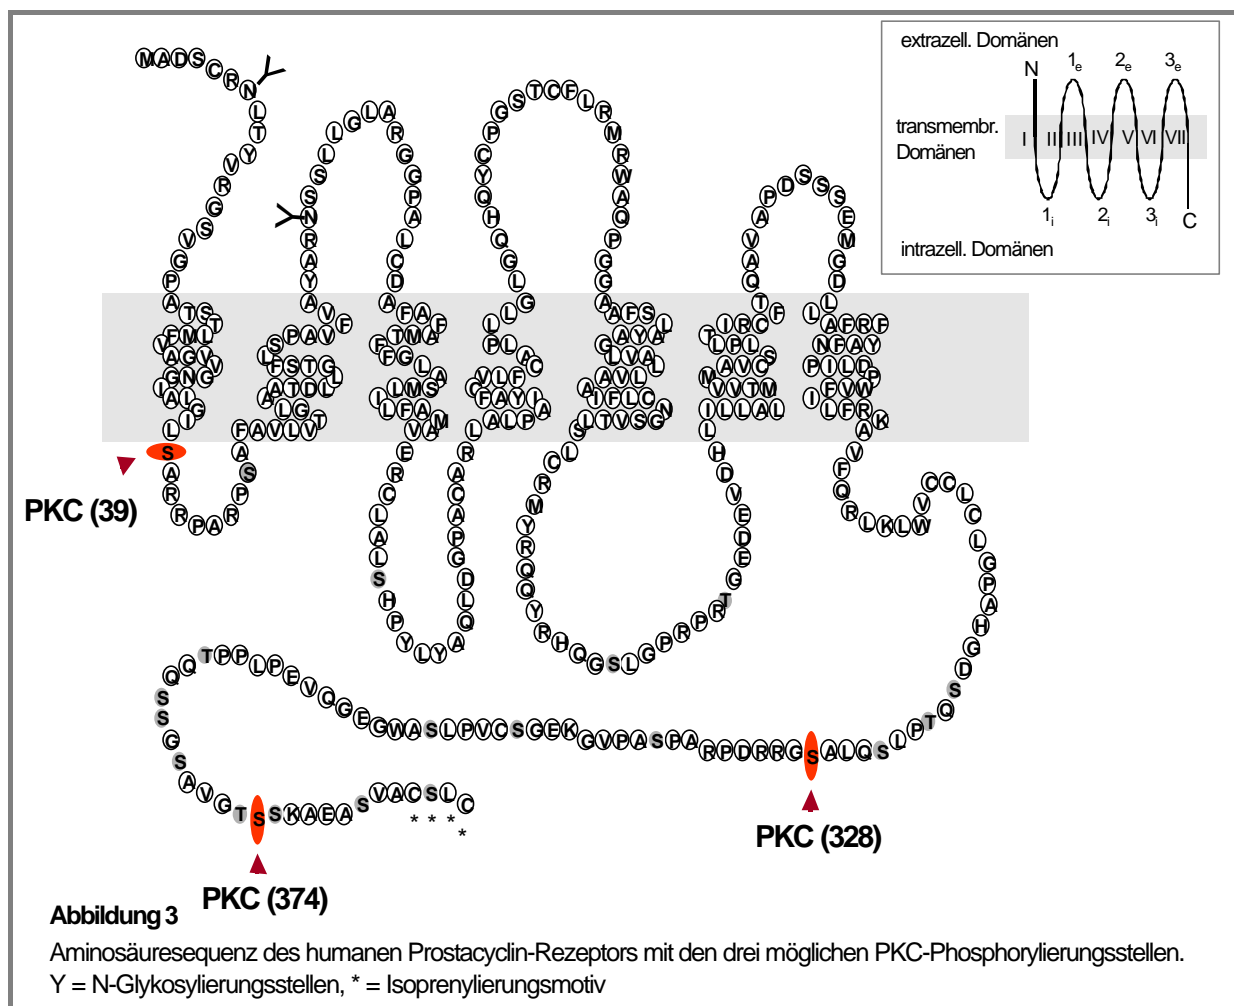 extrazell. Domänen
N
1e 2e 3e
transmembr. Domänen
I II III IV V VI VII
1i 2i 3i
C
intrazell. Domänen
MADSCRNLTYVRGSVGPATSTLMFVAGVVGNGLALGIL
SARRPARPSAFAVLVTGLAATDLLGTSFLSPAVFVAYARNSSLLGLARGGPALCDAFAFAMTFFGLASMLILFAMAVERCLALSHPYLYAQLDGPACARLALPAIYAFCVLFCALPLLGLGQHQYCPGSTCFLRMRWAQPGGAAFSLAYAGLVALLVAAIFLCNGSVTLSLCRMYRQQYRHQGSLGPRPRTGEDEVDHLILLALMTVVMAVCSLPLTIRCFTQAVAPDSSSEMGDLLAFRFYAFNPILDPWVFILFRKAVFQRLKLWVCCLCLGPAHGDSQTPLSQLASGRRDPRAPSAPVGKEGSCVPLSAWGEGQVEPLPPTQQSSGSAVGTSSKAEASVACSLC
Y
Y
PKC (39)
PKC (328)
PKC (374)
* * * *
Abbildung 3
Aminosäuresequenz des humanen Prostacyclin-Rezeptors mit den drei möglichen PKC-Phosphorylierungsstellen.
Y = N-Glykosylierungsstellen, * = Isoprenylierungsmotiv